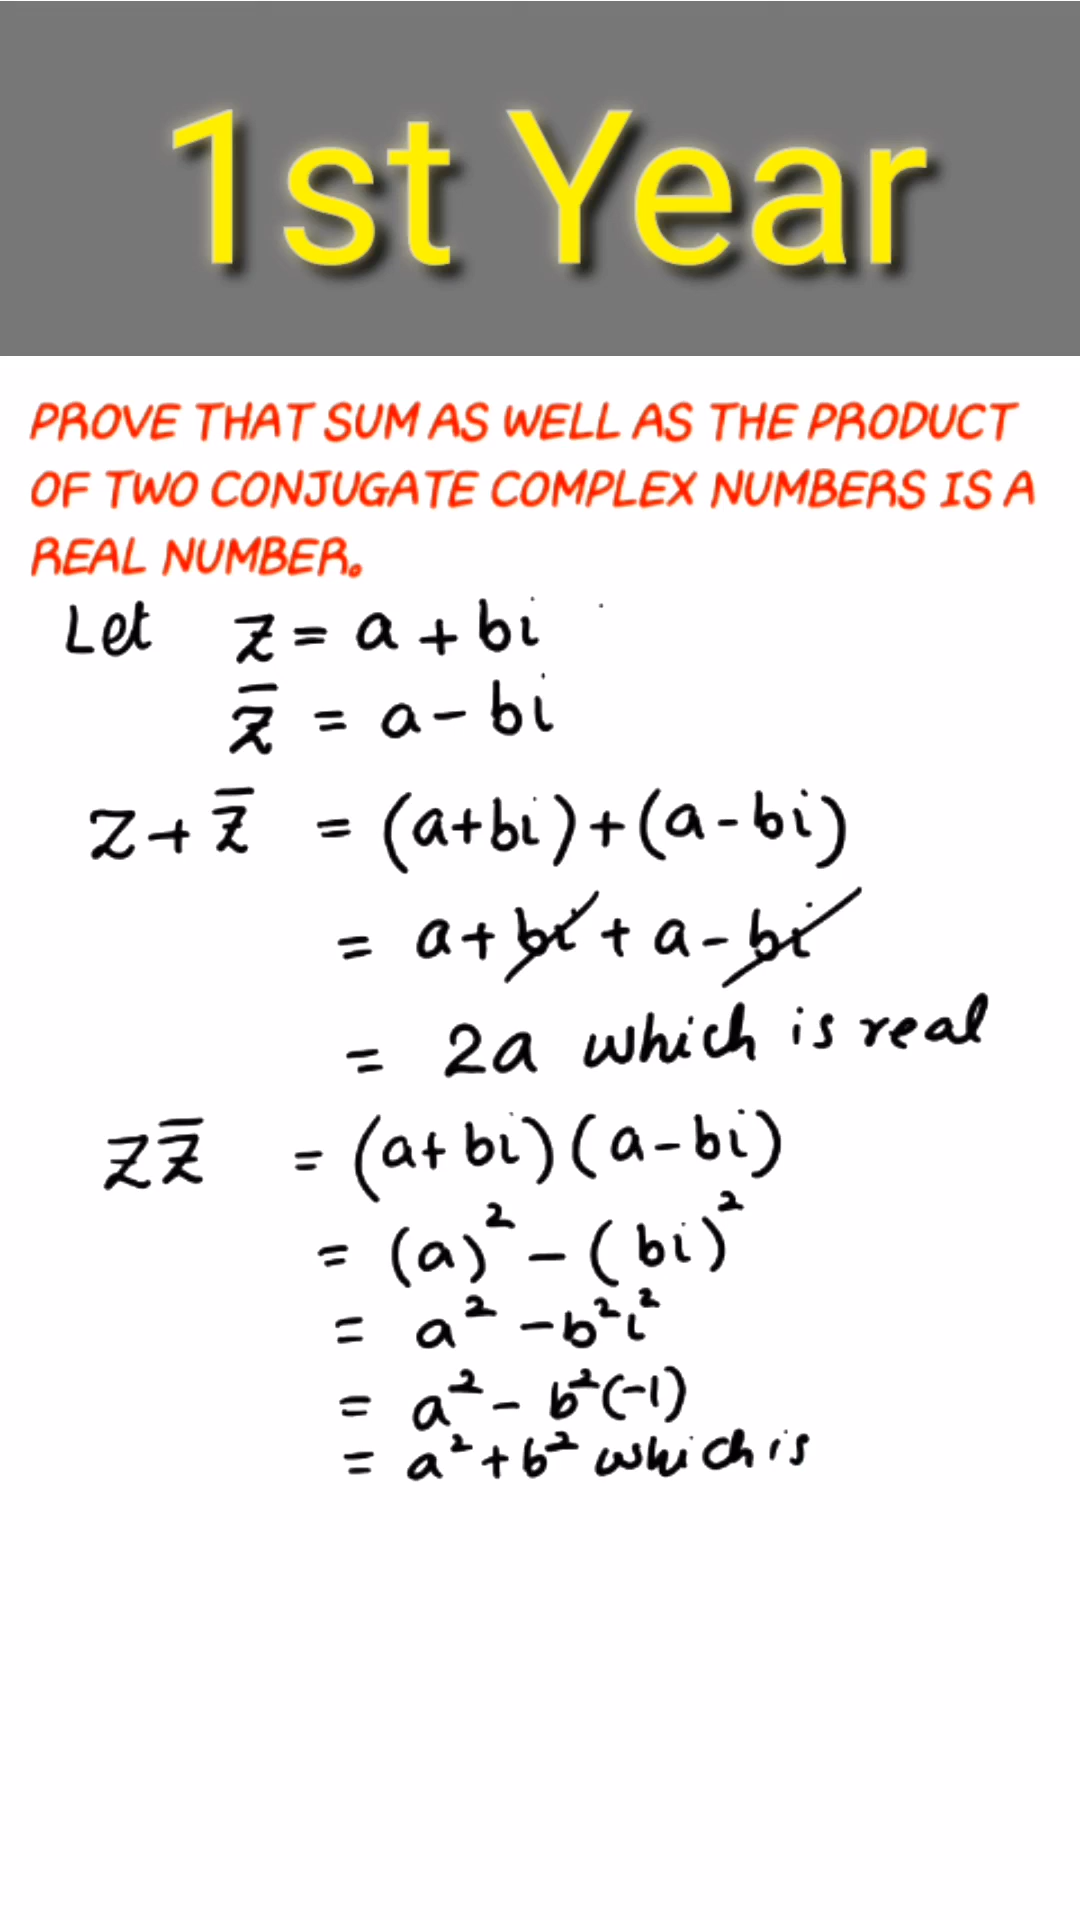 1st Year
PROVE THAT SUM AS WELL AS THE PRODUCT
OF TWO CONJUGATE COMPLEX NUMBERS IS A
REAL NUMBER.
Let z = a + bi
z̄ = a - bi
z + z̄ = (a+bi)+(a-bi)
= a + bi + a - bi
= 2a which is real
zz̄ = (a+bi)(a-bi)
= (a)² - (bi)²
= a² - b²i²
= a² - b²(-1)
= a² + b² which is